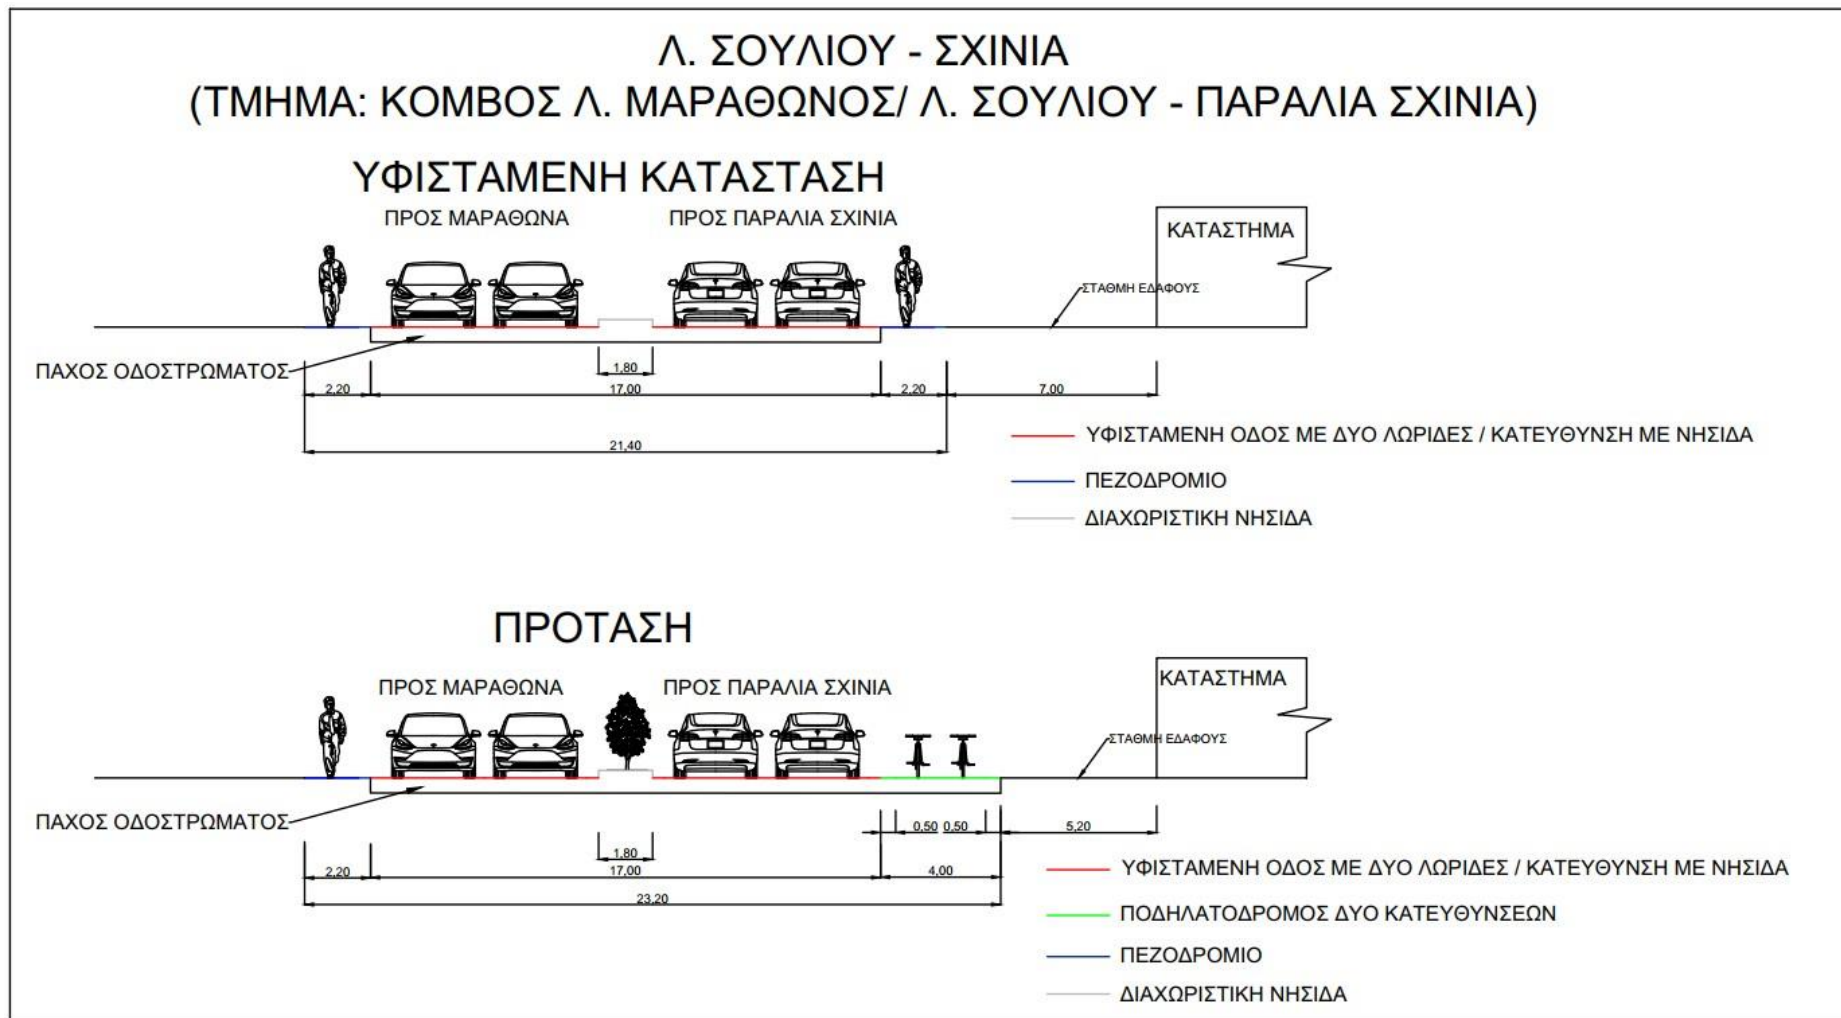 Λ. ΣΟΥΛΙΟΥ - ΣΧΙΝΙΑ
(ΤΜΗΜΑ: ΚΟΜΒΟΣ Λ. ΜΑΡΑΘΩΝΟΣ/ Λ. ΣΟΥΛΙΟΥ - ΠΑΡΑΛΙΑ ΣΧΙΝΙΑ)
ΥΦΙΣΤΑΜΕΝΗ ΚΑΤΑΣΤΑΣΗ
ΠΡΟΣ ΜΑΡΑΘΩΝΑ
ΠΡΟΣ ΠΑΡΑΛΙΑ ΣΧΙΝΙΑ
ΚΑΤΑΣΤΗΜΑ
ΣΤΑΘΜΗ ΕΔΑΦΟΥΣ
ΠΑΧΟΣ ΟΔΟΣΤΡΩΜΑΤΟΣ
1,80
2,20
17,00
2,20
7,00
21,40
ΥΦΙΣΤΑΜΕΝΗ ΟΔΟΣ ΜΕ ΔΥΟ ΛΩΡΙΔΕΣ / ΚΑΤΕΥΘΥΝΣΗ ΜΕ ΝΗΣΙΔΑ
ΠΕΖΟΔΡΟΜΙΟ
ΔΙΑΧΩΡΙΣΤΙΚΗ ΝΗΣΙΔΑ
ΠΡΟΤΑΣΗ
ΠΡΟΣ ΜΑΡΑΘΩΝΑ
ΠΡΟΣ ΠΑΡΑΛΙΑ ΣΧΙΝΙΑ
ΚΑΤΑΣΤΗΜΑ
ΣΤΑΘΜΗ ΕΔΑΦΟΥΣ
ΠΑΧΟΣ ΟΔΟΣΤΡΩΜΑΤΟΣ
0,50 0,50
5,20
1,80
2,20
17,00
4,00
23,20
ΥΦΙΣΤΑΜΕΝΗ ΟΔΟΣ ΜΕ ΔΥΟ ΛΩΡΙΔΕΣ / ΚΑΤΕΥΘΥΝΣΗ ΜΕ ΝΗΣΙΔΑ
ΠΟΔΗΛΑΤΟΔΡΟΜΟΣ ΔΥΟ ΚΑΤΕΥΘΥΝΣΕΩΝ
ΠΕΖΟΔΡΟΜΙΟ
ΔΙΑΧΩΡΙΣΤΙΚΗ ΝΗΣΙΔΑ